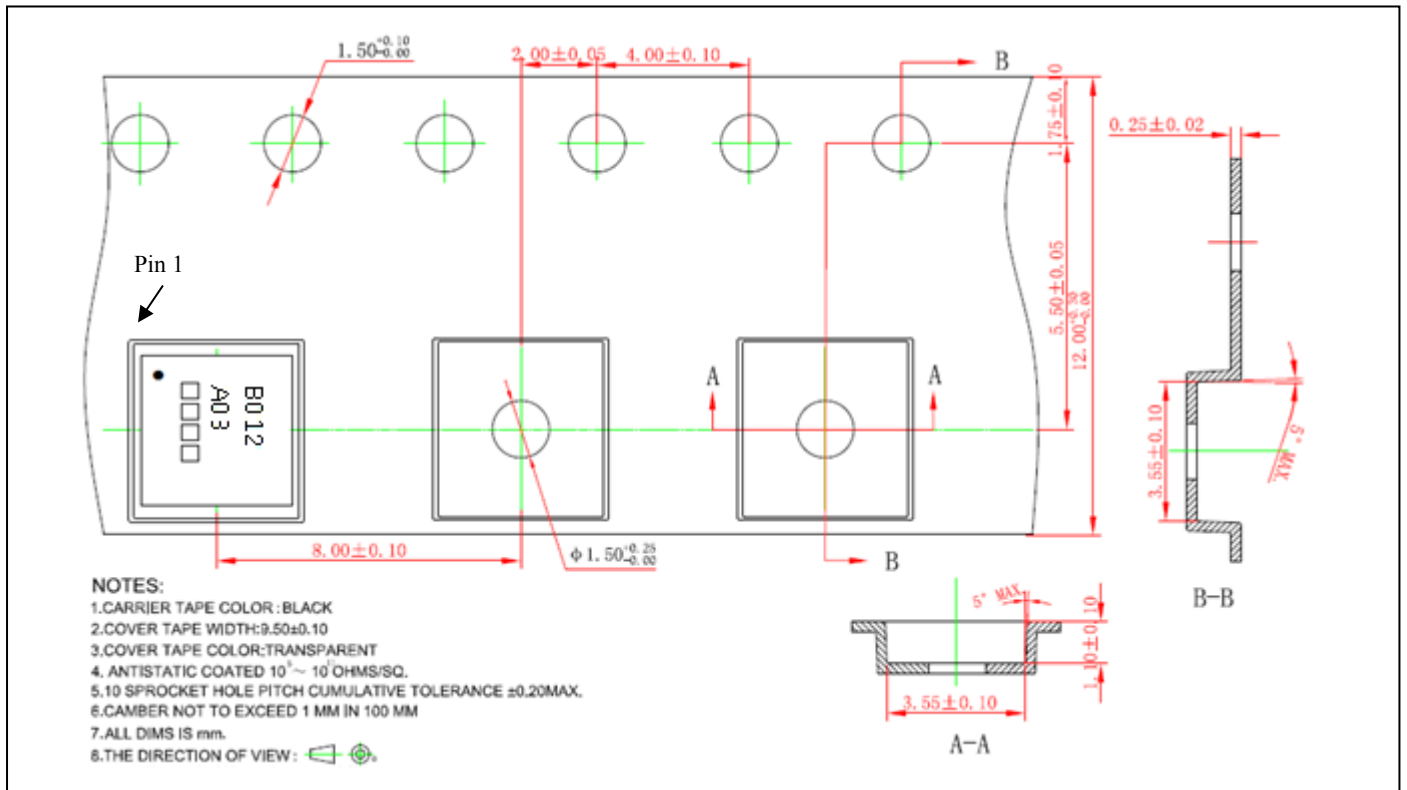 1.50+0.10-0.00
2.00±0.05
4.00±0.10
B
1.75±0.10
0.25±0.02
5.50±0.05
12.00+0.30-0.00
Pin 1
B012
A03
A
A
3.55±0.10
5° MAX.
8.00±0.10
ϕ1.50+0.25-0.00
B
B-B
NOTES:
1.CARRIER TAPE COLOR:BLACK
2.COVER TAPE WIDTH:9.50±0.10
3.COVER TAPE COLOR:TRANSPARENT
4. ANTISTATIC COATED OHMS/SQ.
5.10 SPROCKET HOLE PITCH CUMULATIVE TOLERANCE ±0.20MAX.
6.CAMBER NOT TO EXCEED 1 MM IN 100 MM
7.ALL DIMS IS mm.
8.THE DIRECTION OF VIEW:
5° MAX
1.10±0.10
3.55±0.10
A-A